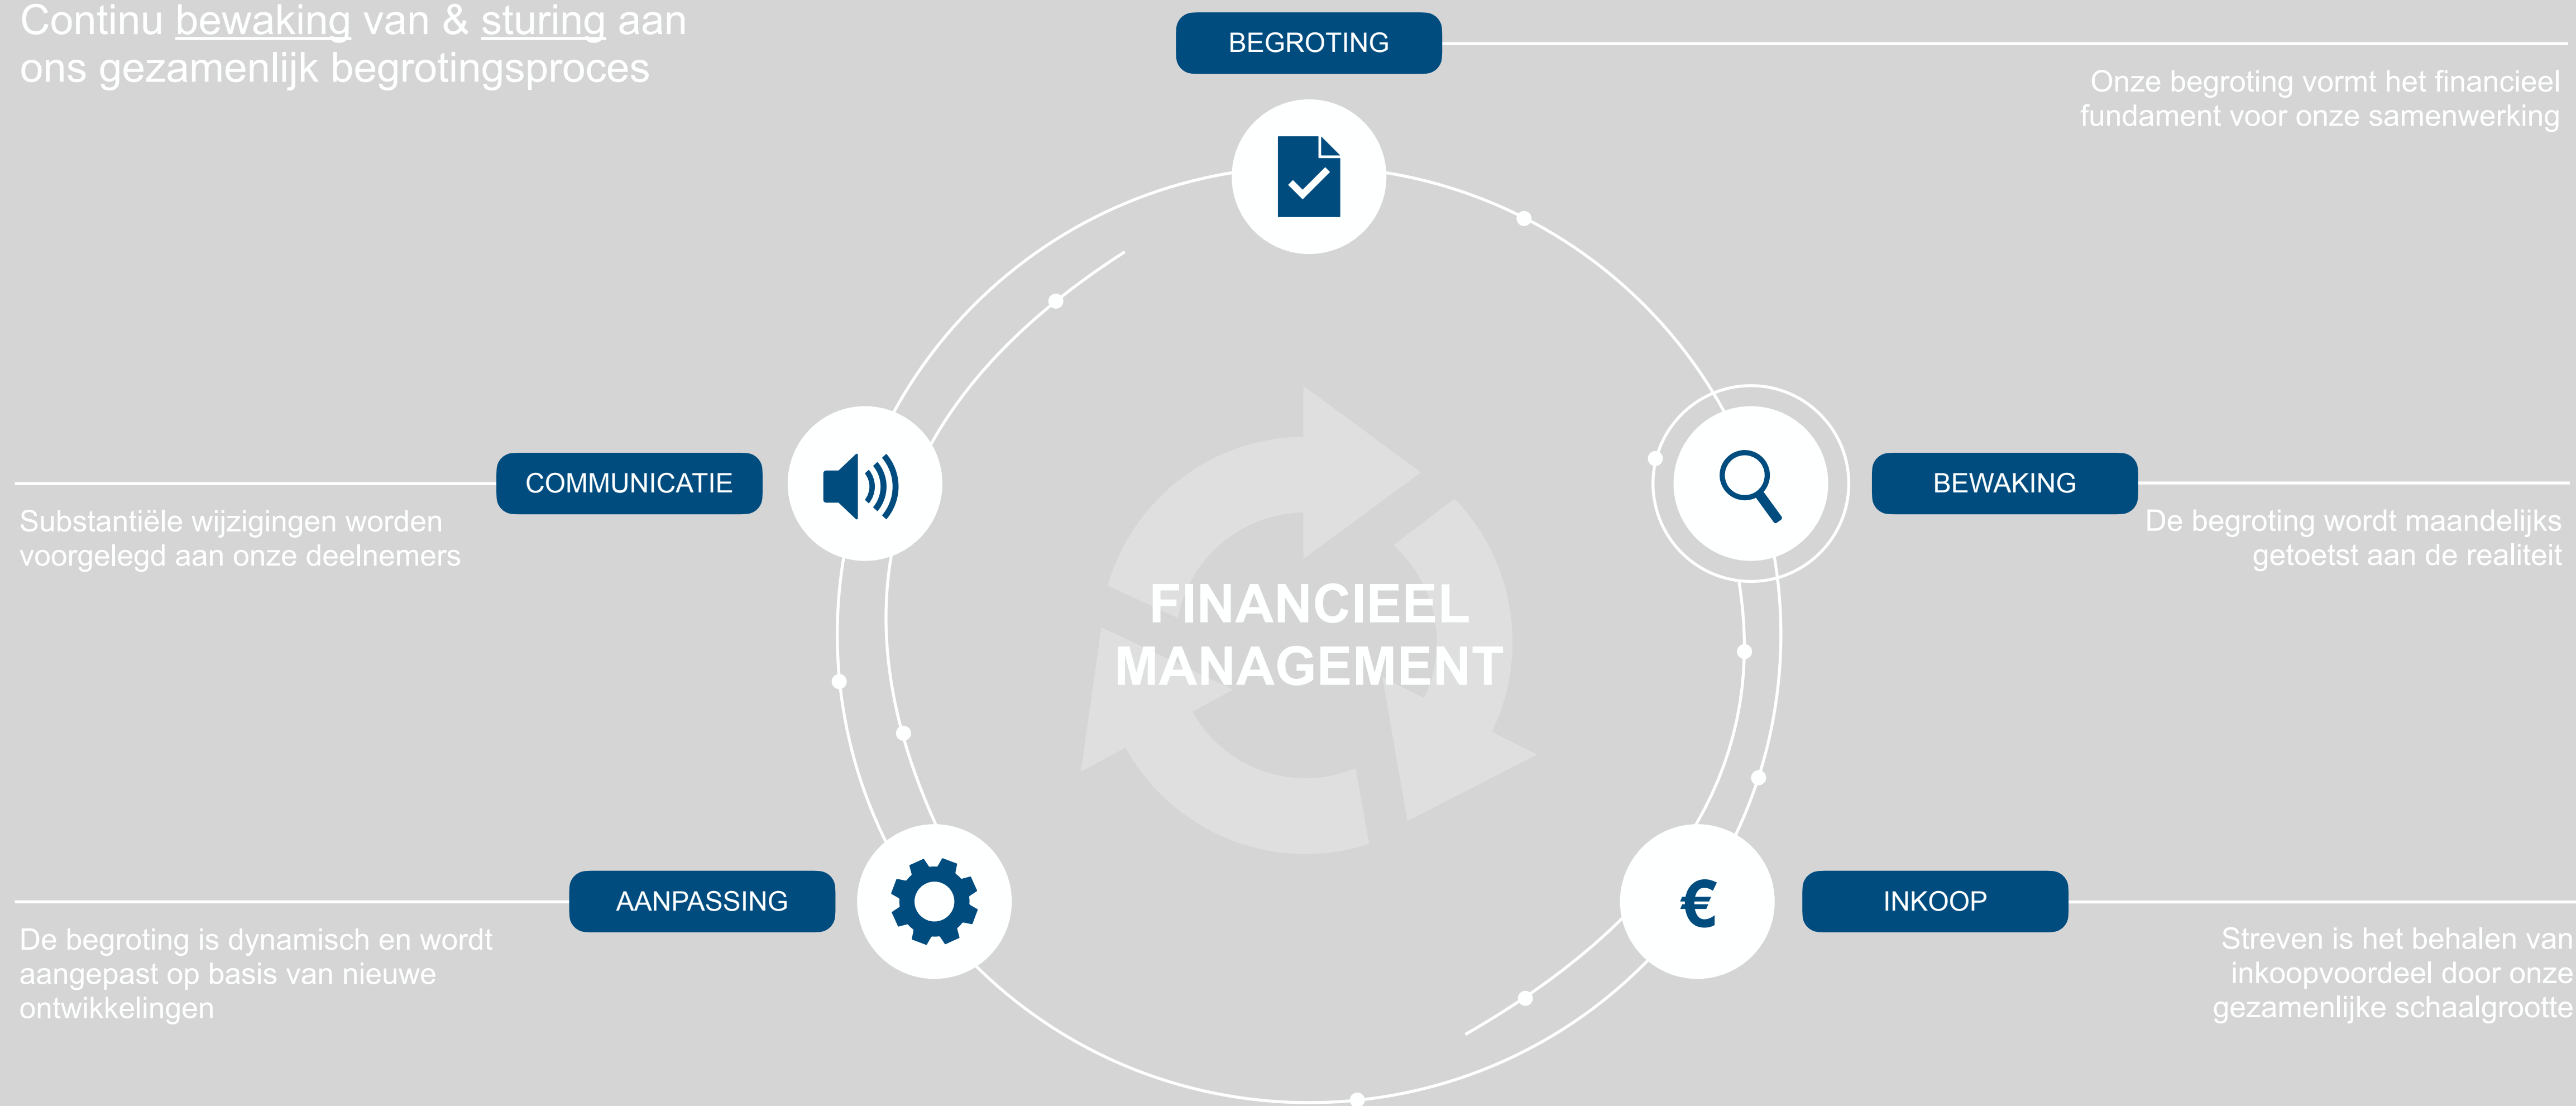 Continu bewaking van & sturing aan
ons gezamenlijk begrotingsproces
BEGROTING
Onze begroting vormt het financieel
fundament voor onze samenwerking
COMMUNICATIE
Substantiële wijzigingen worden
voorgelegd aan onze deelnemers
BEWAKING
De begroting wordt maandelijks
getoetst aan de realiteit
FINANCIEEL
MANAGEMENT
AANPASSING
De begroting is dynamisch en wordt
aangepast op basis van nieuwe
ontwikkelingen
€
INKOOP
Streven is het behalen van
inkoopvoordeel door onze
gezamenlijke schaalgrootte